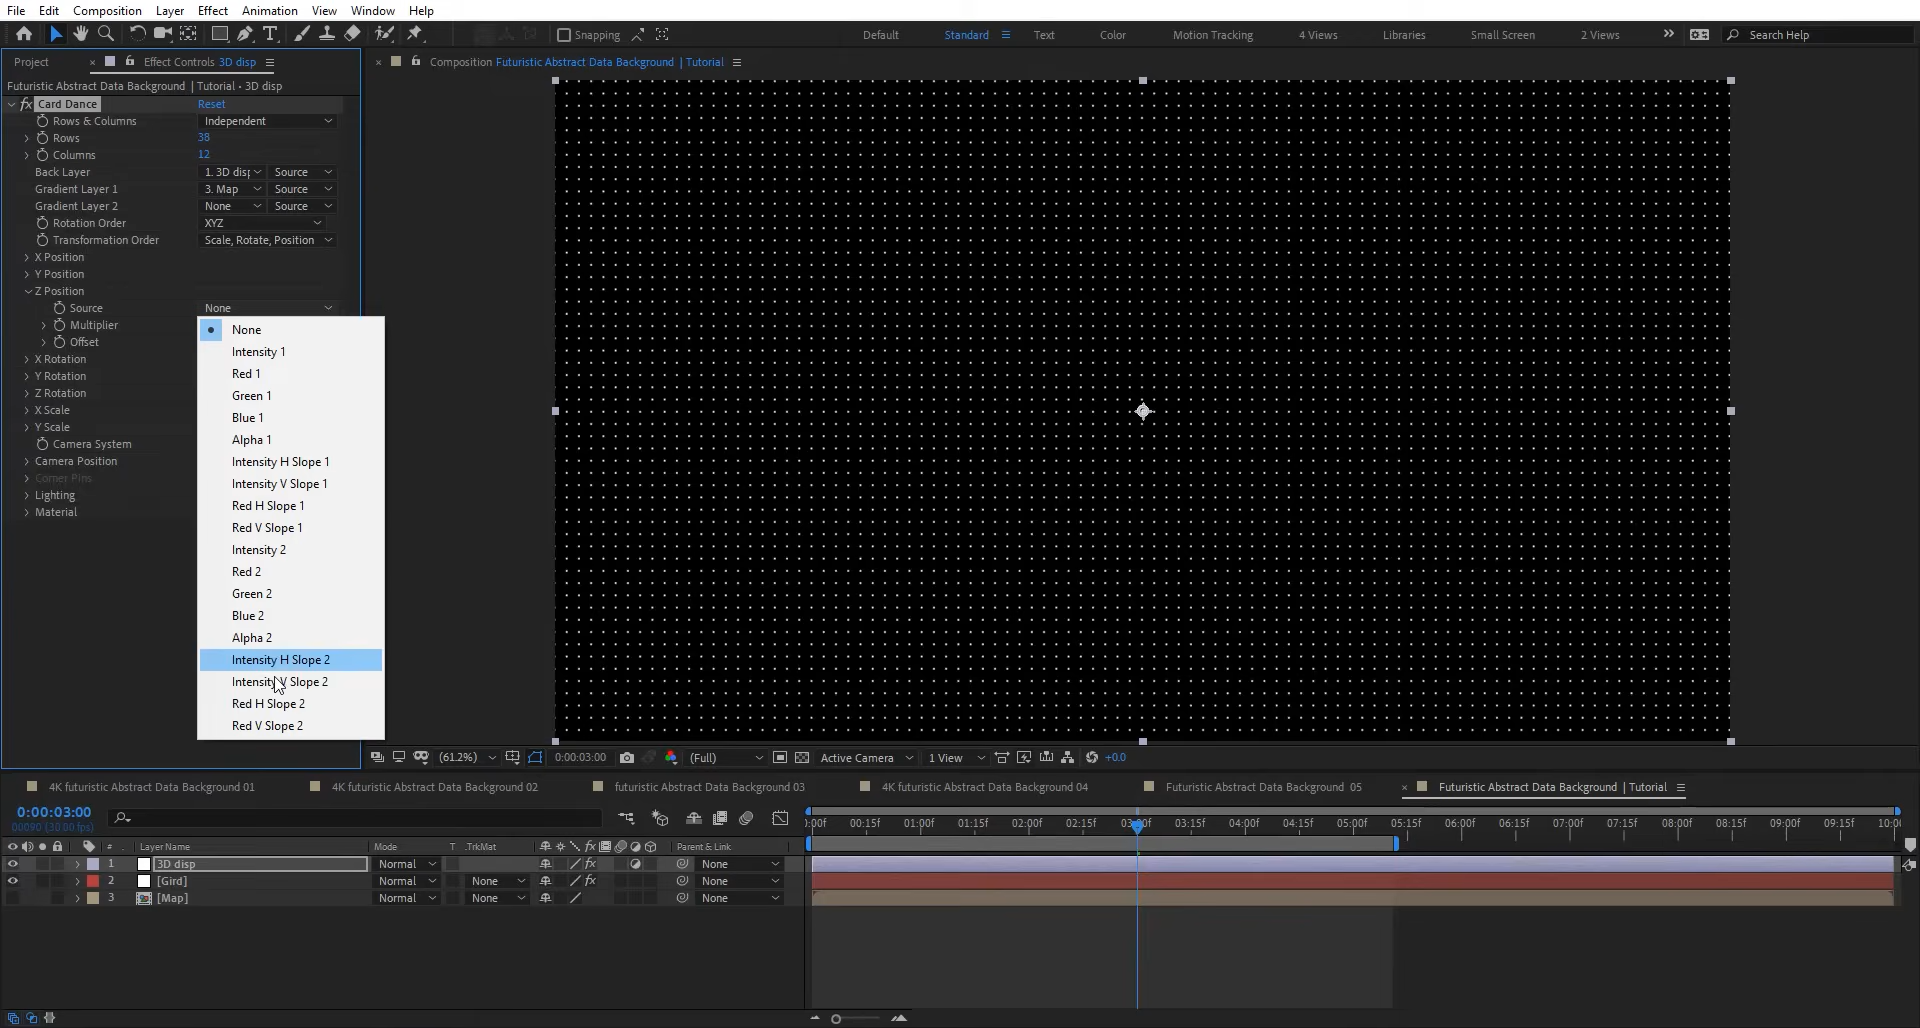 File Edit Composition Layer Effect Animation View Window Help
Snapping Default Standard Text Color Motion Tracking 4 Views Libraries Small Screen 2 Views Search Help
Project Effect Controls 3D disp
Composition Futuristic Abstract Data Background | Tutorial
Futuristic Abstract Data Background | Tutorial • 3D disp
fx Card Dance Reset
Rows & Columns Independent
Rows 38
Columns 12
Back Layer 1. 3D disp Source
Gradient Layer 1 3. Map Source
Gradient Layer 2 None Source
Rotation Order XYZ
Transformation Order Scale, Rotate, Position
X Position
Y Position
Z Position
Source None
Multiplier
Offset
X Rotation
Y Rotation
Z Rotation
X Scale
Y Scale
Camera System
Camera Position
Corner Pins
Lighting
Material
None
Intensity 1
Red 1
Green 1
Blue 1
Alpha 1
Intensity H Slope 1
Intensity V Slope 1
Red H Slope 1
Red V Slope 1
Intensity 2
Red 2
Green 2
Blue 2
Alpha 2
Intensity H Slope 2
Intensity V Slope 2
Red H Slope 2
Red V Slope 2
(61.2%) 0:00:03:00 (Full) Active Camera 1 View +0.0
4K futuristic Abstract Data Background 01 4K futuristic Abstract Data Background 02 futuristic Abstract Data Background 03 4K futuristic Abstract Data Background 04 Futuristic Abstract Data Background 05 Futuristic Abstract Data Background | Tutorial
0:00:03:00
00090 (30.00 fps)
:00f 00:15f 01:00f 01:15f 02:00f 02:15f 03:00f 03:15f 04:00f 04:15f 05:00f 05:15f 06:00f 06:15f 07:00f 07:15f 08:00f 08:15f 09:00f 09:15f 10:00
# Layer Name Mode T .TrkMat fx Parent & Link
1 3D disp Normal fx None
2 [Gird] Normal None fx None
3 [Map] Normal None None